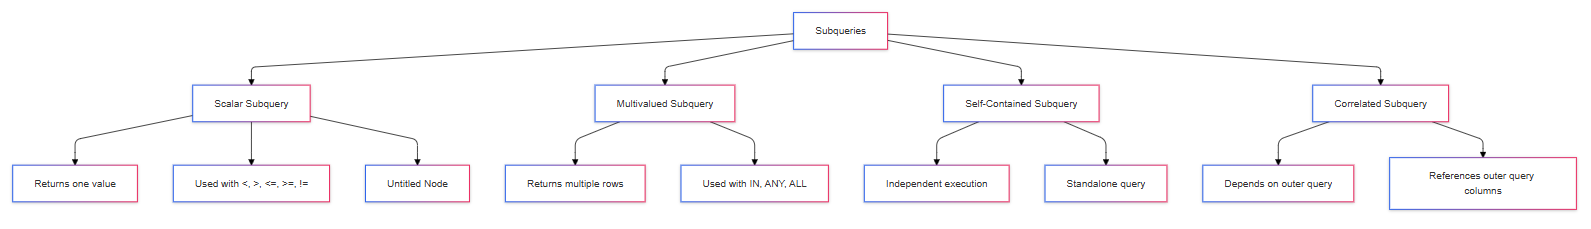 Subqueries
Scalar Subquery
Multivalued Subquery
Self-Contained Subquery
Correlated Subquery
Returns one value
Used with <, >, <=, >=, !=
Untitled Node
Returns multiple rows
Used with IN, ANY, ALL
Independent execution
Standalone query
Depends on outer query
References outer query
columns